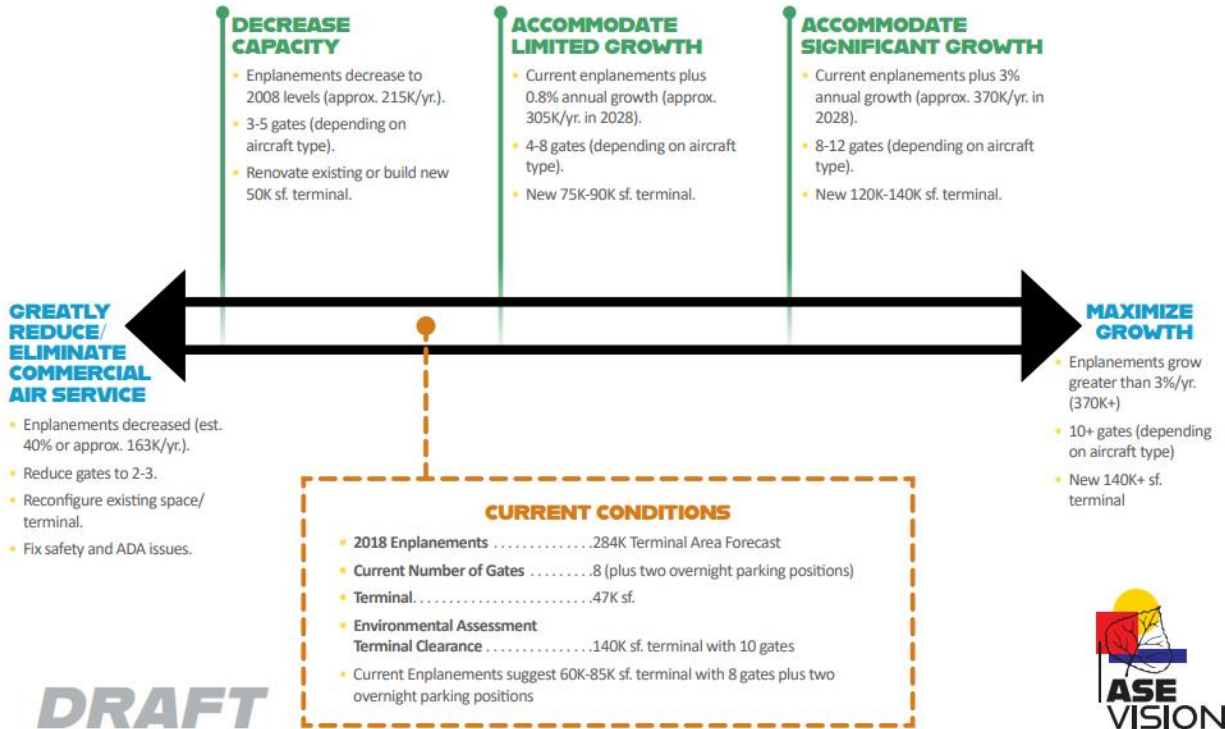 DECREASE
CAPACITY
• Enplanements decrease to
2008 levels (approx. 215K/yr.).
• 3-5 gates (depending on
aircraft type).
• Renovate existing or build new
50K sf. terminal.
ACCOMMODATE
LIMITED GROWTH
• Current enplanements plus
0.8% annual growth (approx.
305K/yr. in 2028).
• 4-8 gates (depending on aircraft
type).
• New 75K-90K sf. terminal.
ACCOMMODATE
SIGNIFICANT GROWTH
• Current enplanements plus 3%
annual growth (approx. 370K/yr. in
2028).
• 8-12 gates (depending on aircraft
type).
• New 120K-140K sf. terminal.
GREATLY
REDUCE/
ELIMINATE
COMMERCIAL
AIR SERVICE
• Enplanements decreased (est.
40% or approx. 163K/yr.).
• Reduce gates to 2-3.
• Reconfigure existing space/
terminal.
• Fix safety and ADA issues.
MAXIMIZE
GROWTH
• Enplanements grow
greater than 3%/yr.
(370K+)
• 10+ gates (depending
on aircraft type)
• New 140K+ sf.
terminal
CURRENT CONDITIONS
• 2018 Enplanements . . . . . . . . . . . . . .284K Terminal Area Forecast
• Current Number of Gates . . . . . . . . .8 (plus two overnight parking positions)
• Terminal. . . . . . . . . . . . . . . . . . . . . . . .47K sf.
• Environmental Assessment
Terminal Clearance . . . . . . . . . . . . . . .140K sf. terminal with 10 gates
• Current Enplanements suggest 60K-85K sf. terminal with 8 gates plus two
overnight parking positions
DRAFT
ASE
VISION